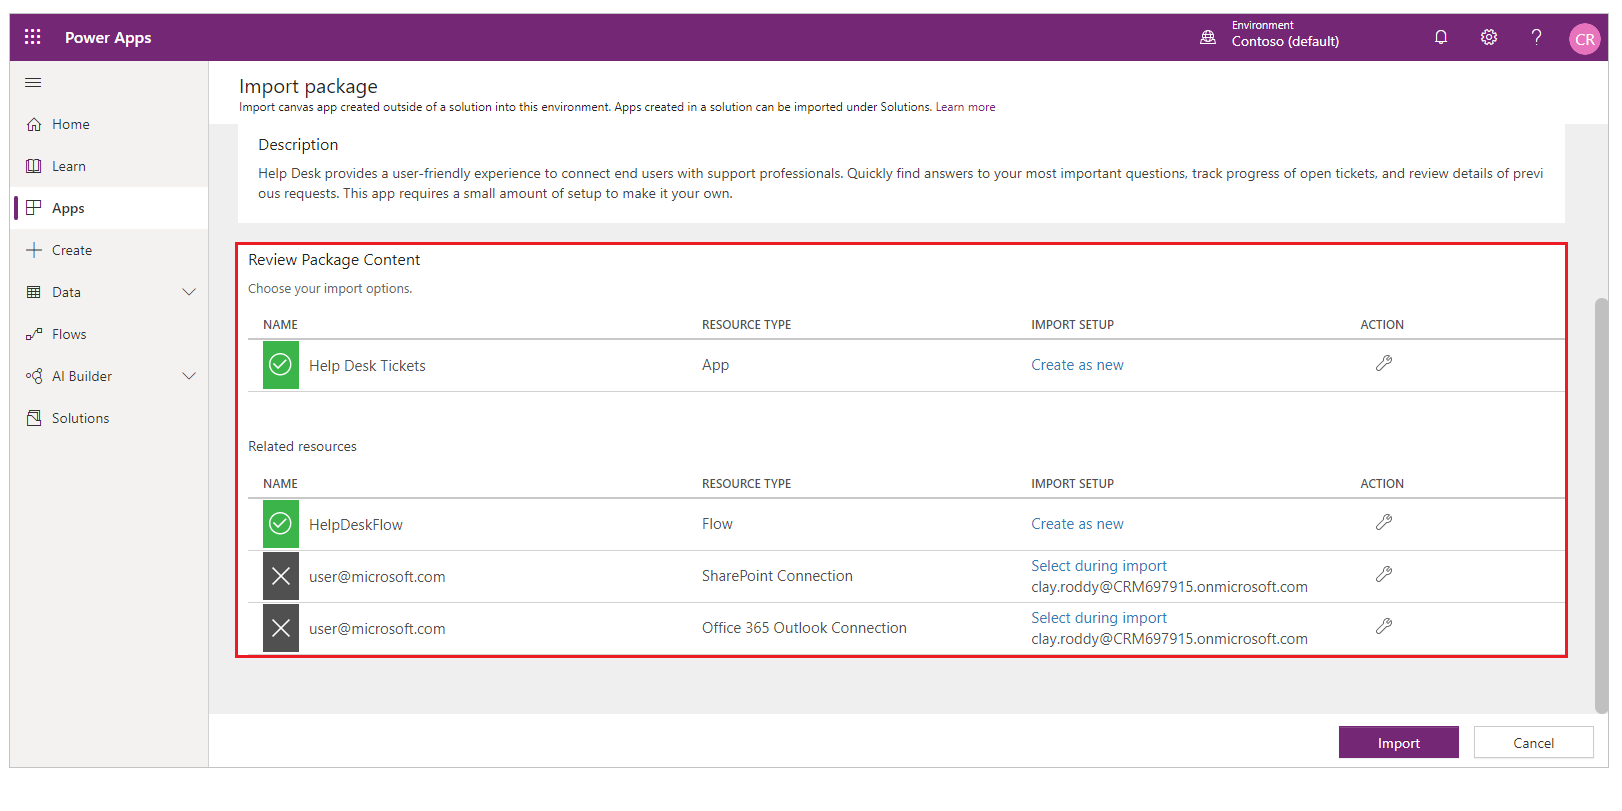 Power Apps
Environment
Contoso (default)
CR
Home
Learn
Apps
Create
Data
Flows
AI Builder
Solutions
Import package
Import canvas app created outside of a solution into this environment. Apps created in a solution can be imported under Solutions. Learn more
Description
Help Desk provides a user-friendly experience to connect end users with support professionals. Quickly find answers to your most important questions, track progress of open tickets, and review details of previ
ous requests. This app requires a small amount of setup to make it your own.
Review Package Content
Choose your import options.
NAME RESOURCE TYPE IMPORT SETUP ACTION
Help Desk Tickets App Create as new
Related resources
NAME RESOURCE TYPE IMPORT SETUP ACTION
HelpDeskFlow Flow Create as new
user@microsoft.com SharePoint Connection Select during import
clay.roddy@CRM697915.onmicrosoft.com
user@microsoft.com Office 365 Outlook Connection Select during import
clay.roddy@CRM697915.onmicrosoft.com
Import Cancel